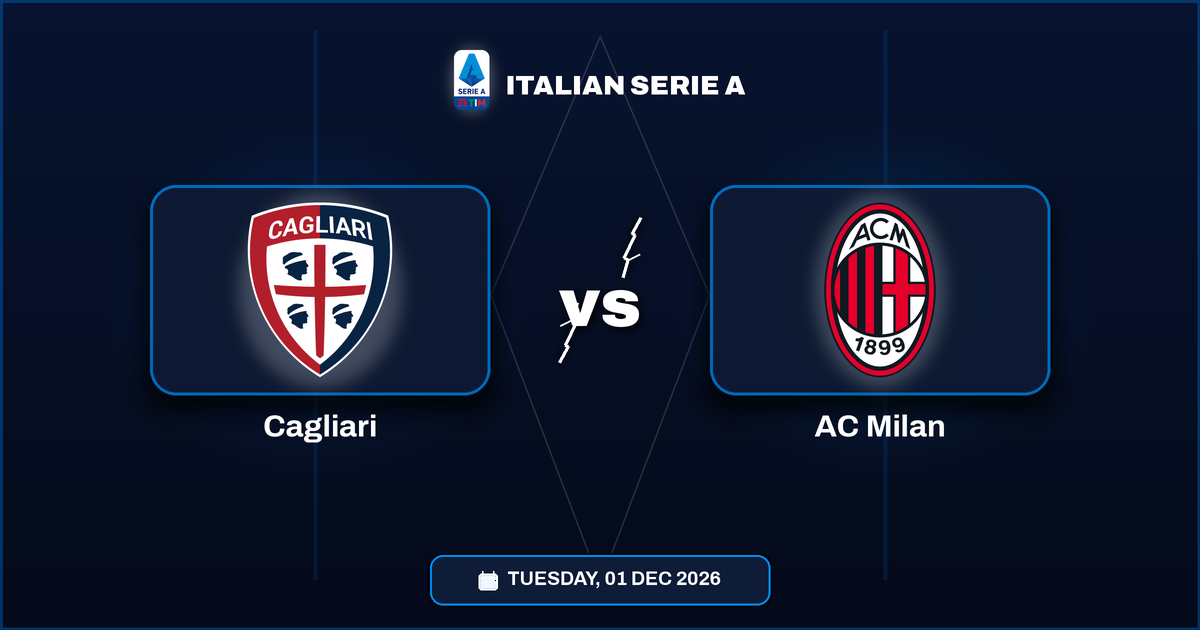 SERIE A
TIM
ITALIAN SERIE A
CAGLIARI
ACM
1899
VS
Cagliari
AC Milan
TUESDAY, 01 DEC 2026